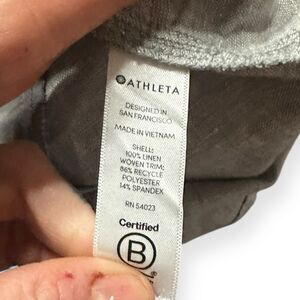 ATHLETA
DESIGNED IN
SAN FRANCISCO
MADE IN VIETNAM
SHELL:
100% LINEN
WOVEN TRIM:
86% RECYCLE
POLYESTER
14% SPANDEX
RN 54023
Certified
B